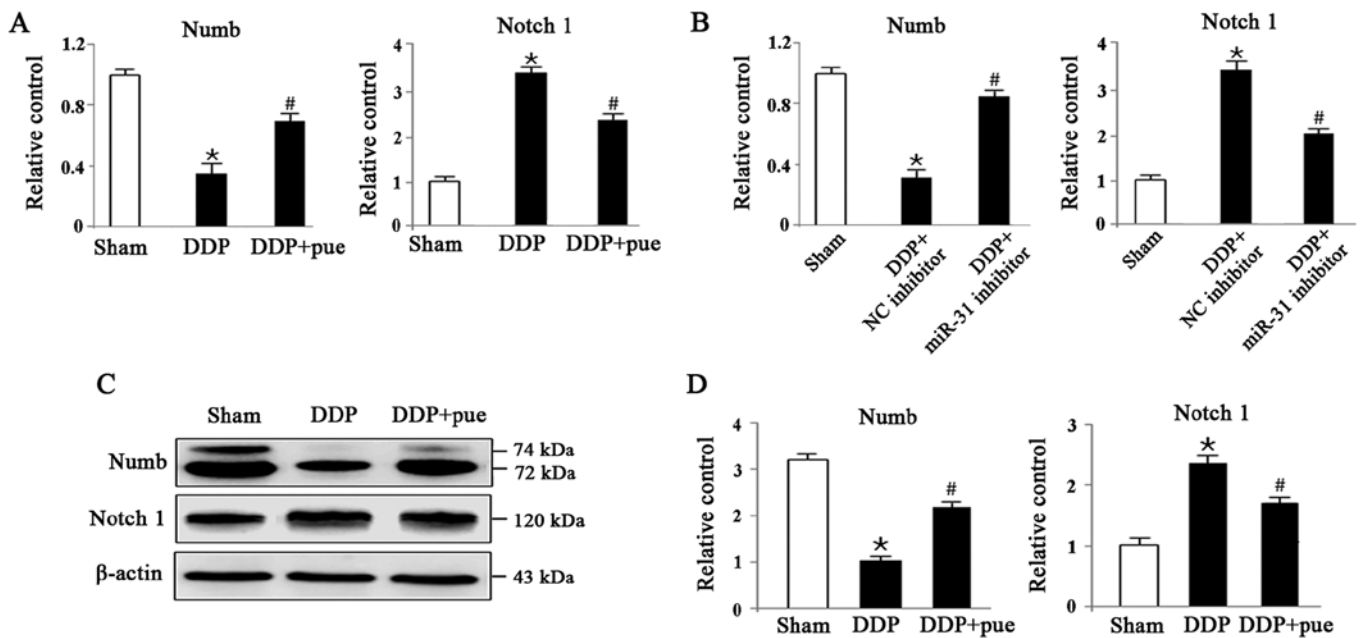 A
Numb
Relative control
1.2
0.8
0.4
0
*
#
Sham
DDP
DDP+pue
Notch 1
Relative control
4
3
2
1
0
*
#
Sham
DDP
DDP+pue
B
Numb
Relative control
1.2
0.8
0.4
0
*
#
Sham
DDP+
NC inhibitor
DDP+
miR-31 inhibitor
Notch 1
Relative control
4
3
2
1
0
*
#
Sham
DDP+
NC inhibitor
DDP+
miR-31 inhibitor
C
Sham DDP DDP+pue
Numb
74 kDa
72 kDa
Notch 1
120 kDa
β-actin
43 kDa
D
Numb
Relative control
4
3
2
1
0
*
#
Sham
DDP
DDP+pue
Notch 1
Relative control
3
2
1
0
*
#
Sham
DDP
DDP+pue